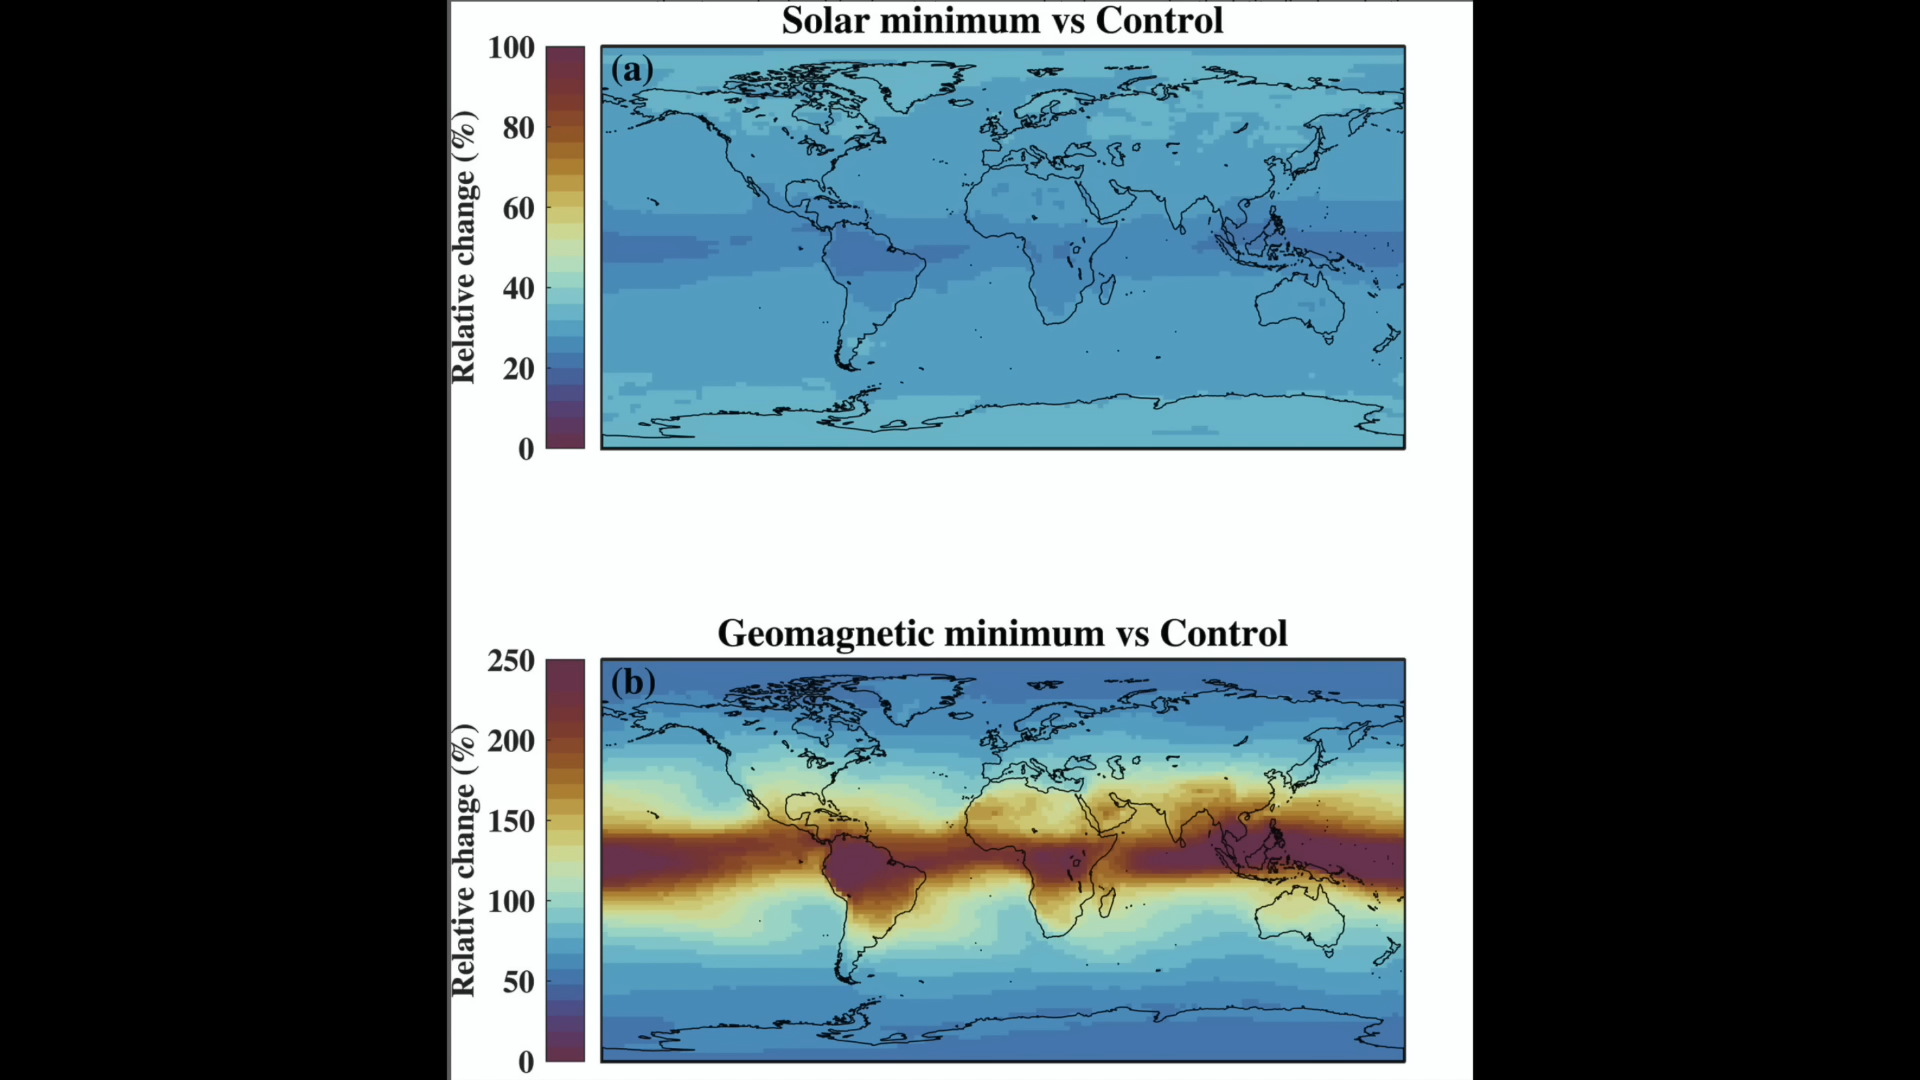 Solar minimum vs Control
(a)
Relative change (%)
100
80
60
40
20
0
Geomagnetic minimum vs Control
(b)
Relative change (%)
250
200
150
100
50
0